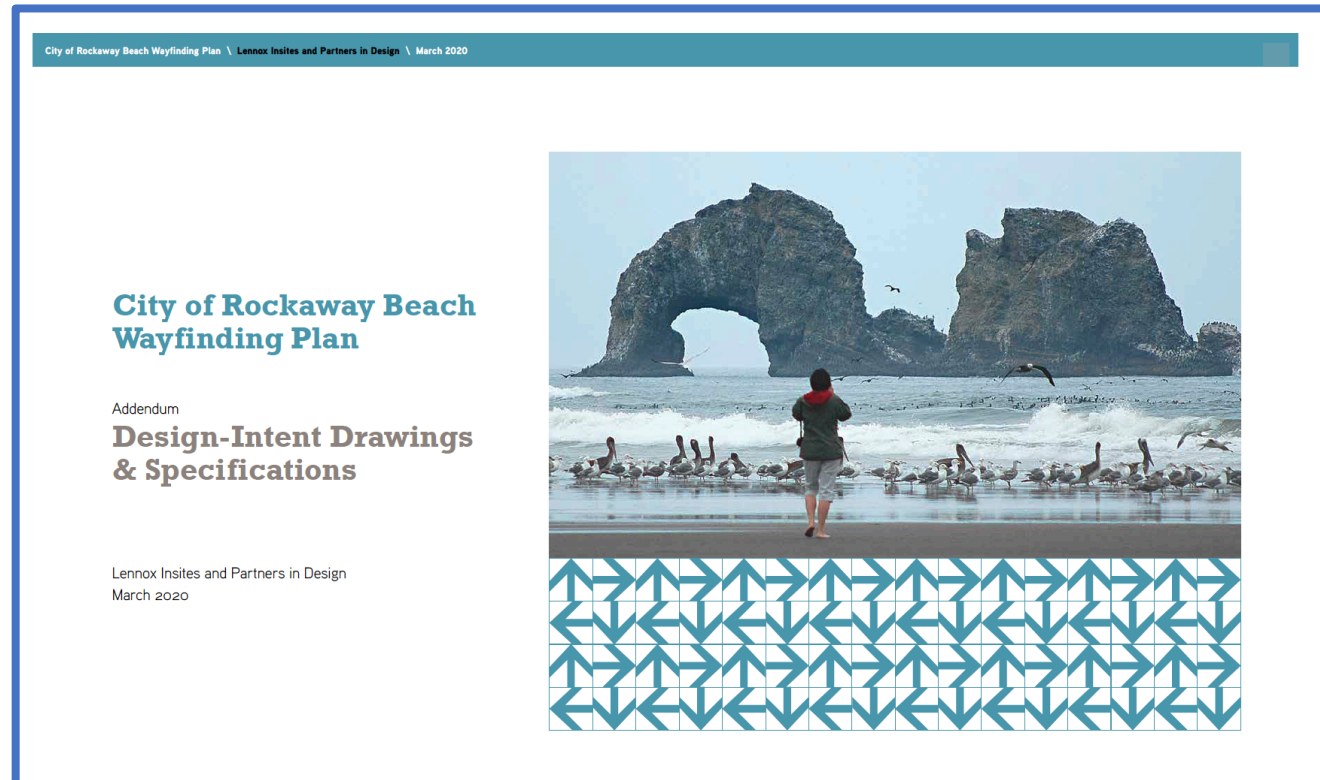 City of Rockaway Beach Wayfinding Plan \ Lennox Insites and Partners in Design \ March 2020
City of Rockaway Beach
Wayfinding Plan
Addendum
Design-Intent Drawings
& Specifications
Lennox Insites and Partners in Design
March 2020